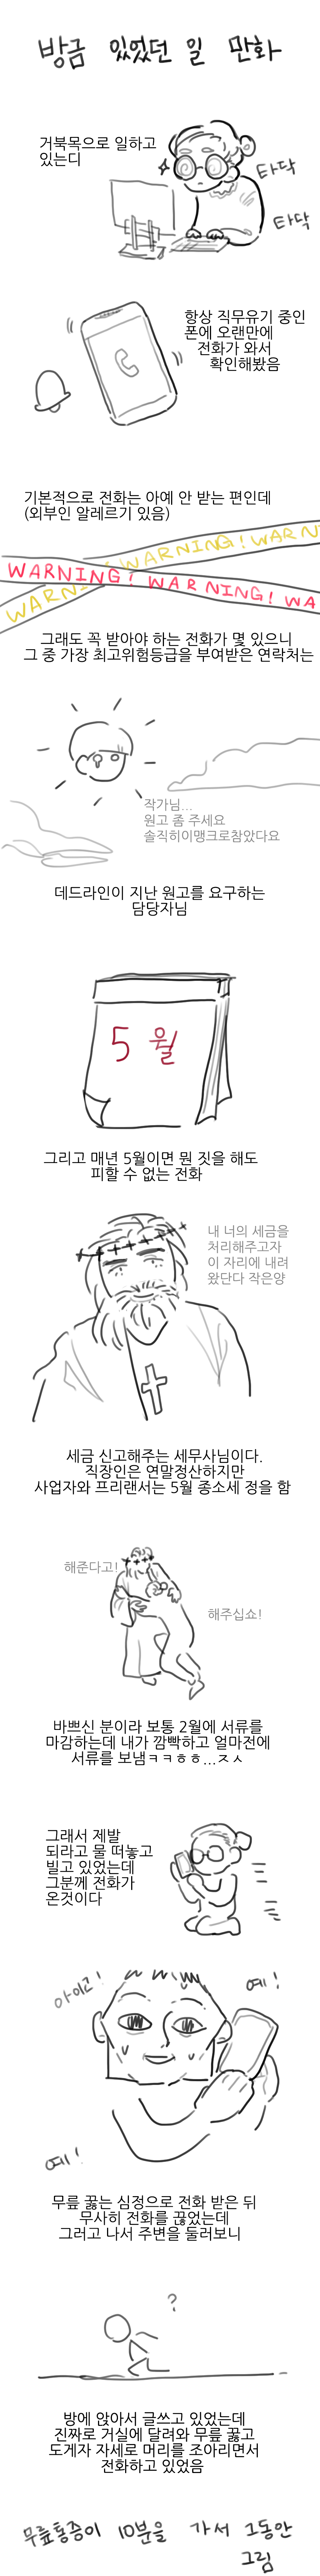 방금 있었던 일 만화
거북목으로 일하고
있는디
타닥
타닥
항상 직무유기 중인
폰에 오랜만에
전화가 와서
확인해봤음
기본적으로 전화는 아예 안 받는 편인데
(외부인 알레르기 있음)
WARNING! WARN
WARNING! WARNING! WA
WARN
그래도 꼭 받아야 하는 전화가 몇 있으니
그 중 가장 최고위험등급을 부여받은 연락처는
작가님...
원고 좀 주세요
솔직히이맹크로참았다요
데드라인이 지난 원고를 요구하는
담당자님
5월
그리고 매년 5월이면 뭔 짓을 해도
피할 수 없는 전화
내 너의 세금을
처리해주고자
이 자리에 내려
왔단다 작은양
세금 신고해주는 세무사님이다.
직장인은 연말정산하지만
사업자와 프리랜서는 5월 종소세 정을 함
해준다고!
해주십쇼!
바쁘신 분이라 보통 2월에 서류를
마감하는데 내가 깜빡하고 얼마전에
서류를 보냄ㅋㅋㅎㅎ...ㅈㅅ
그래서 제발
되라고 물 떠놓고
빌고 있었는데
그분께 전화가
온것이다
아이고!
예!
예!
무릎 꿇는 심정으로 전화 받은 뒤
무사히 전화를 끊었는데
그러고 나서 주변을 둘러보니
?
방에 앉아서 글쓰고 있었는데
진짜로 거실에 달려와 무릎 꿇고
도게자 자세로 머리를 조아리면서
전화하고 있었음
무릎통증이 10분을 가서 그동안
그림